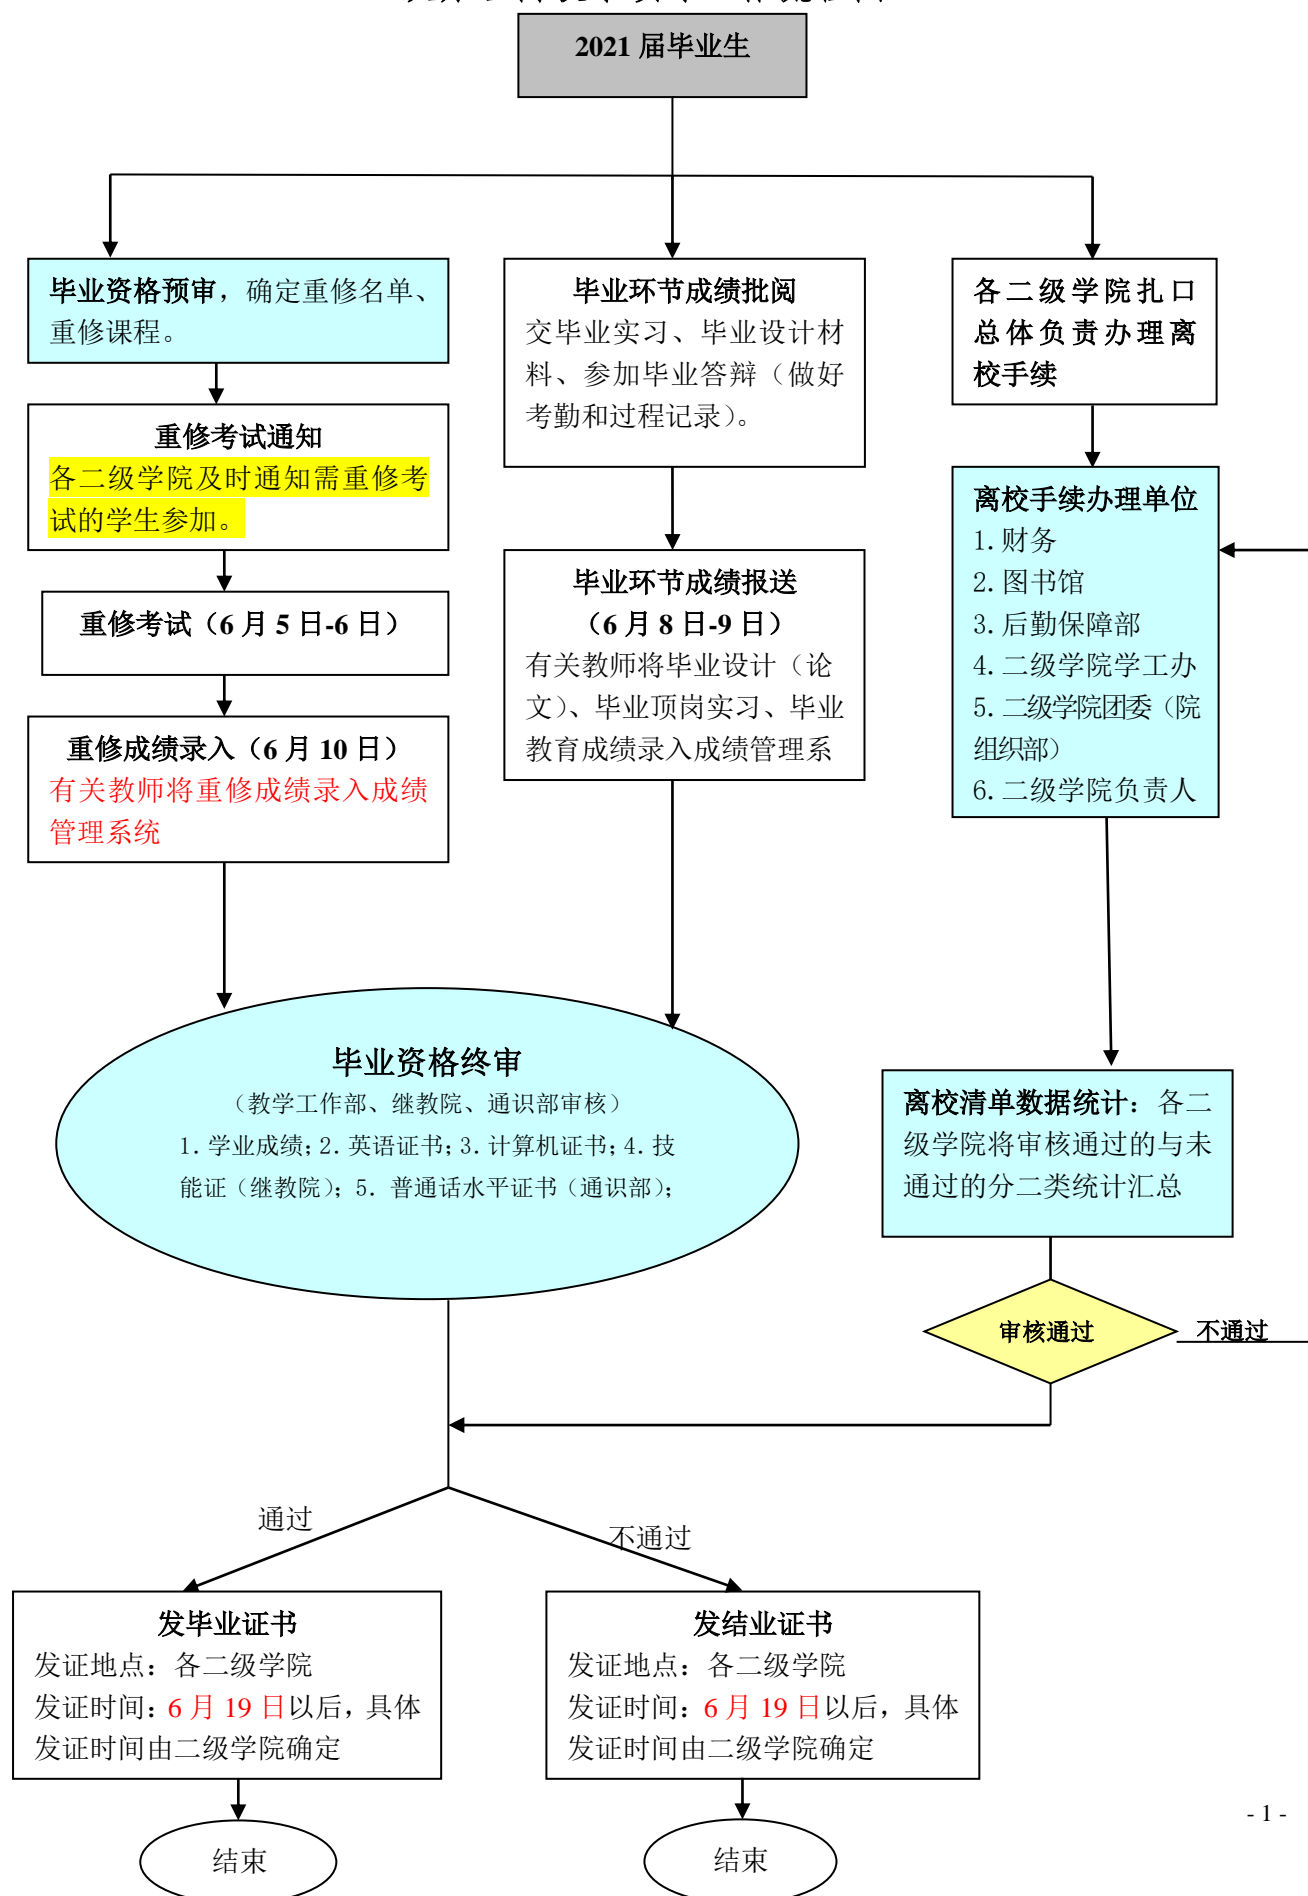 2021 届毕业生
毕业资格预审，确定重修名单、
重修课程。
毕业环节成绩批阅
交毕业实习、毕业设计材
料、参加毕业答辩（做好
考勤和过程记录）。
各二级学院扎口
总体负责办理离
校手续
重修考试通知
各二级学院及时通知需重修考
试的学生参加。
离校手续办理单位
1.财务
2.图书馆
3.后勤保障部
4.二级学院学工办
5.二级学院团委（院
组织部）
6.二级学院负责人
重修考试（6 月 5 日-6 日）
毕业环节成绩报送
（6 月 8 日-9 日）
有关教师将毕业设计（论
文）、毕业顶岗实习、毕业
教育成绩录入成绩管理系
重修成绩录入（6 月 10 日）
有关教师将重修成绩录入成绩
管理系统
毕业资格终审
（教学工作部、继教院、通识部审核）
1.学业成绩；2.英语证书；3.计算机证书；4.技
能证（继教院）；5. 普通话水平证书（通识部）；
离校清单数据统计：各二
级学院将审核通过的与未
通过的分二类统计汇总
审核通过
不通过
通过
不通过
发毕业证书
发证地点：各二级学院
发证时间：6 月 19 日以后，具体
发证时间由二级学院确定
发结业证书
发证地点：各二级学院
发证时间：6 月 19 日以后，具体
发证时间由二级学院确定
- 1 -
结束
结束